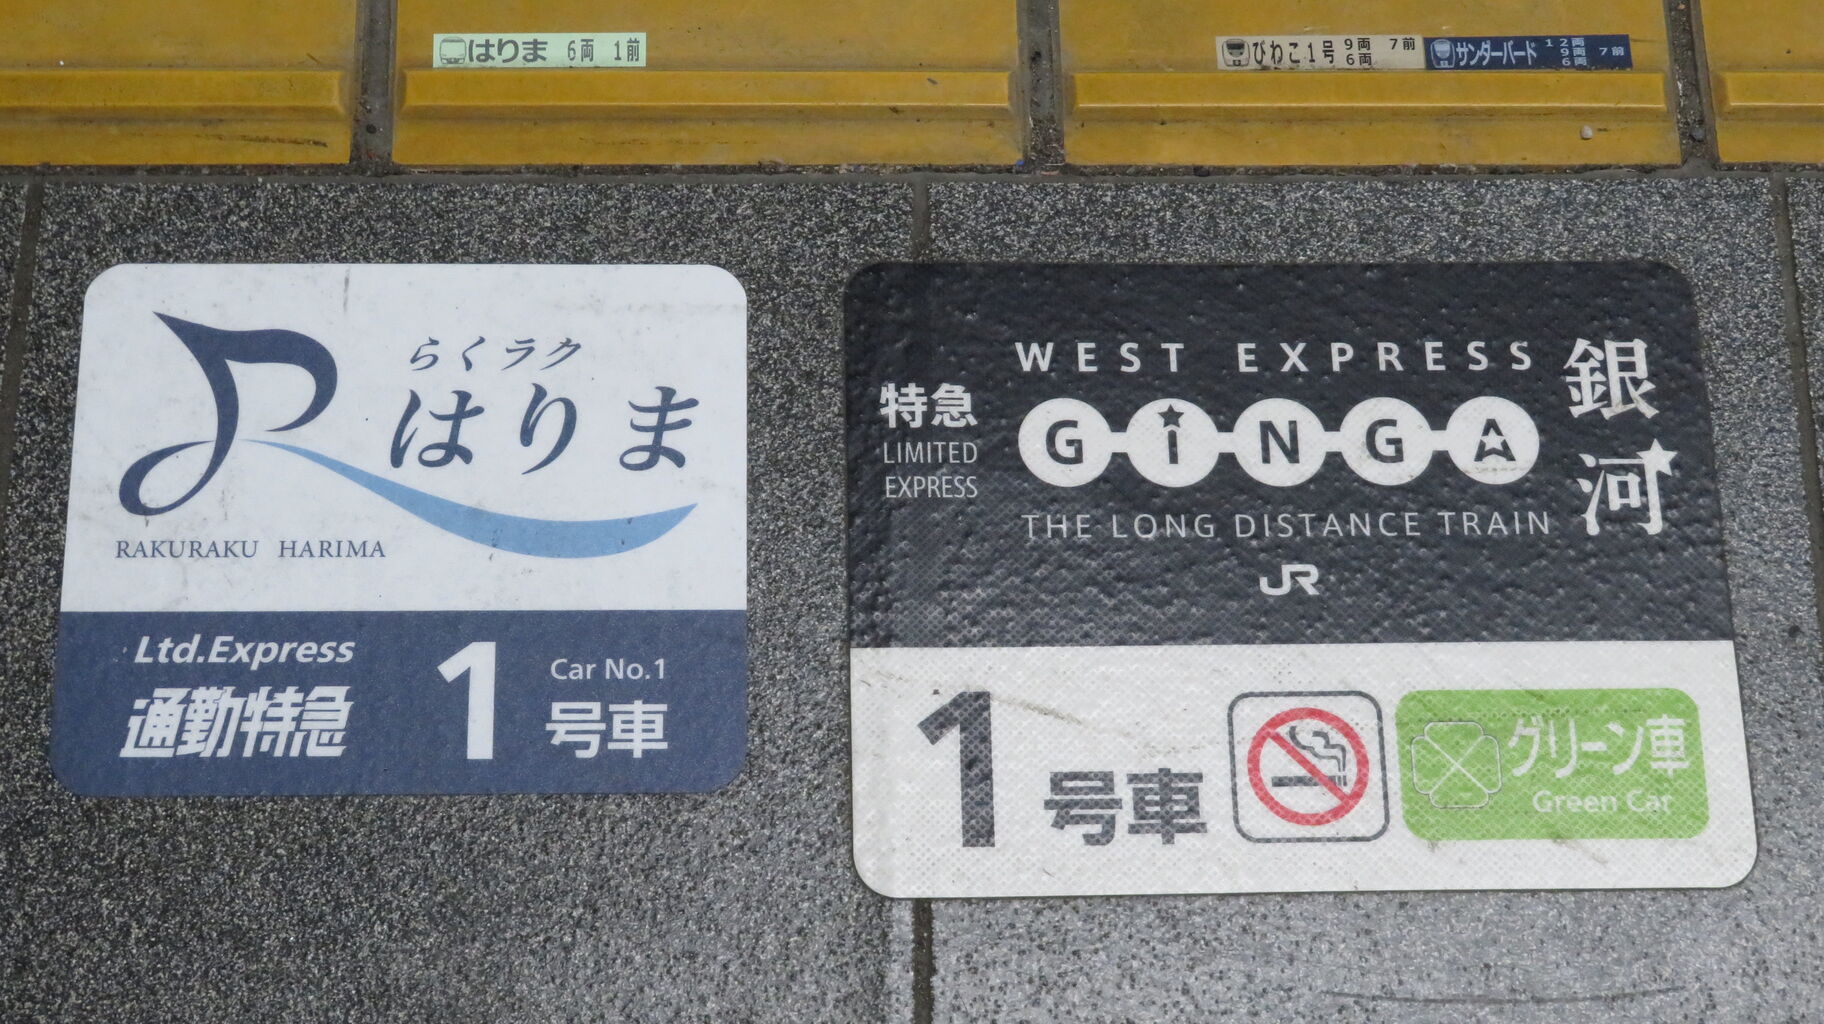 はりま 6両 1前
びわこ1号 9両 6両 7前
サンダーバード 12両 9両 6両 7前
らくラク
はりま
RAKURAKU HARIMA
Ltd.Express
通勤特急
1
Car No.1
号車
WEST EXPRESS
特急
LIMITED
EXPRESS
GiNGA
銀河
THE LONG DISTANCE TRAIN
JR
1号車
グリーン車
Green Car